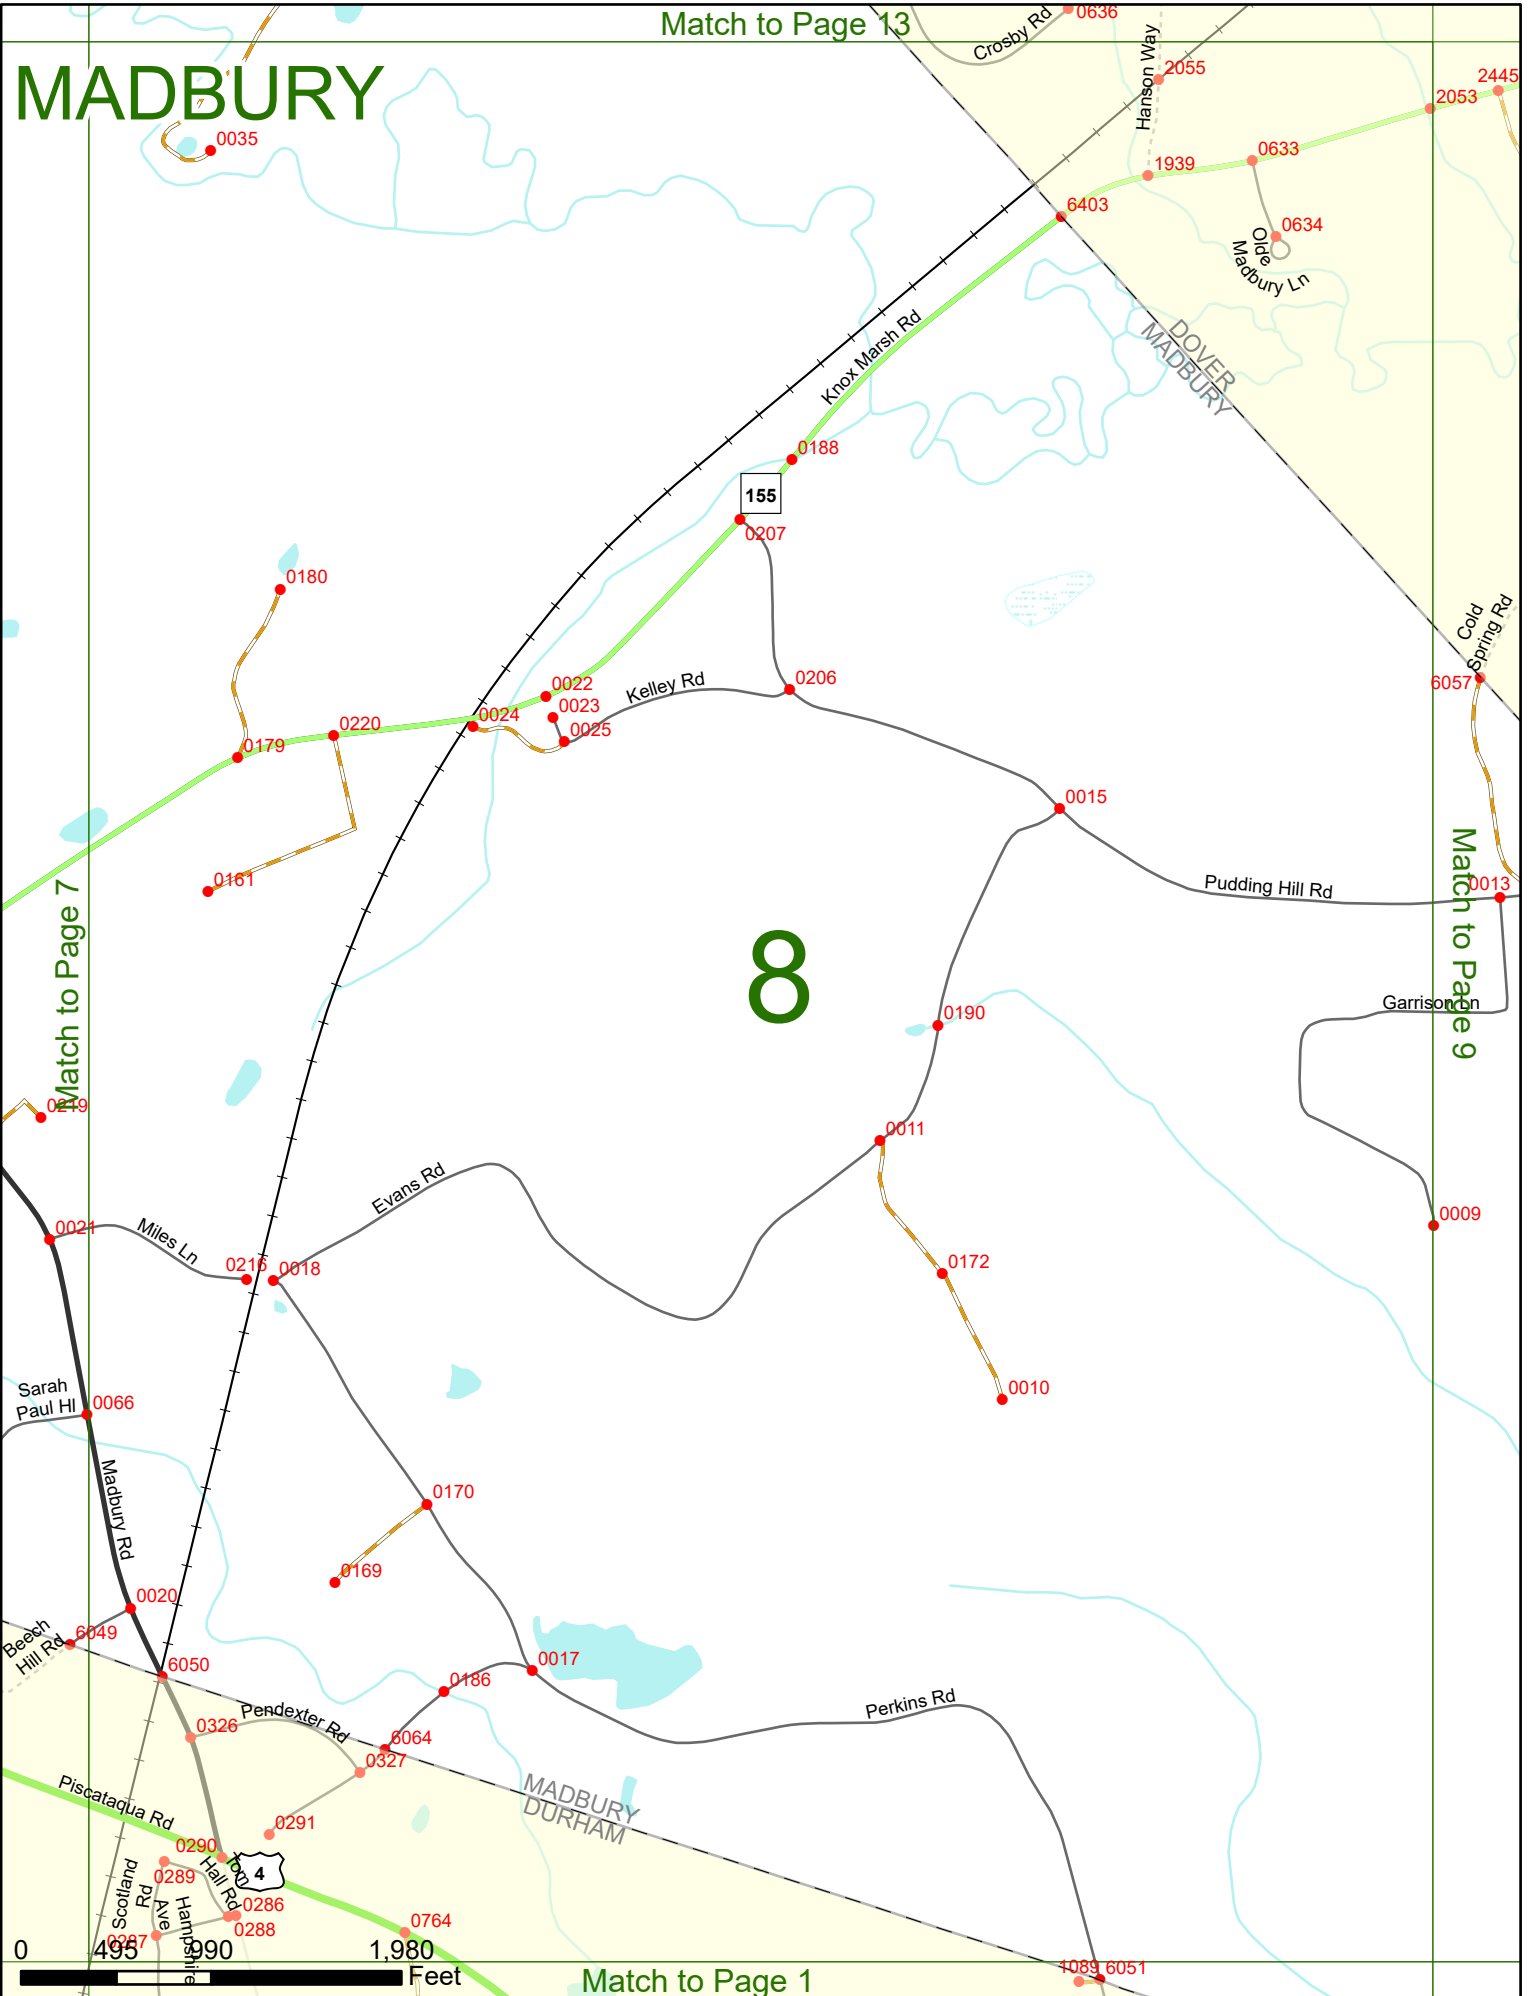 Match to Page 13
MADBURY
Crosby Rd
0636
Hanson Way
2055
2445
2053
0035
0633
1939
6403
0634
Olde
Madbury Ln
DOVER
MADBURY
Knox Marsh Rd
0188
155
0207
0180
Cold
Spring Rd
6057
0206
Kelley Rd
0022
0023
0024
0025
0220
0179
0015
0161
Pudding Hill Rd
0013
Match to Page 7
Match to Page 9
8
Garrison Ln
0190
0219
0011
Evans Rd
0021
Miles Ln
0216
0018
0009
0172
Sarah
Paul Hl
0066
0010
Madbury Rd
0170
0169
0020
Beech
Hill Rd
6049
6050
0017
0186
Perkins Rd
Pendexter Rd
0326
6064
0327
MADBURY
DURHAM
Piscataqua Rd
0291
0290
Tom
Hall Rd
4
0289
Scotland
Rd
Hampshire
Ave
0286
0288
0287
0764
0
495
990
1,980
Feet
1089
6051
Match to Page 1